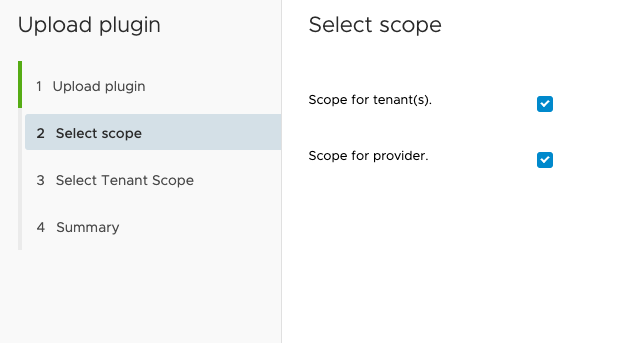 Upload plugin
1 Upload plugin
2 Select scope
3 Select Tenant Scope
4 Summary
Select scope
Scope for tenant(s).
Scope for provider.